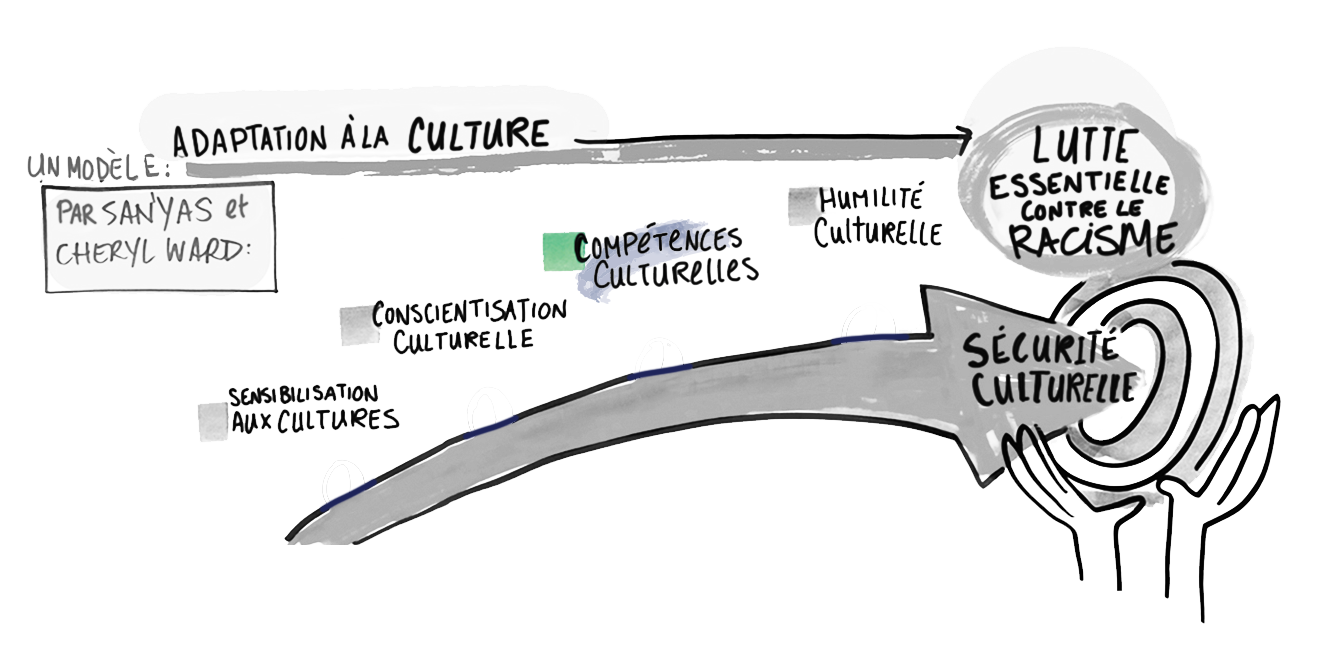 ADAPTATION À LA CULTURE
UN MODÈLE:
PAR SAN'YAS et
CHERYL WARD:
LUTTE
ESSENTIELLE
CONTRE LE
RACISME
HUMILITÉ
CULTURELLE
COMPÉTENCES
CULTURELLES
CONSCIENTISATION
CULTURELLE
SENSIBILISATION
AUX CULTURES
SÉCURITÉ
CULTURELLE